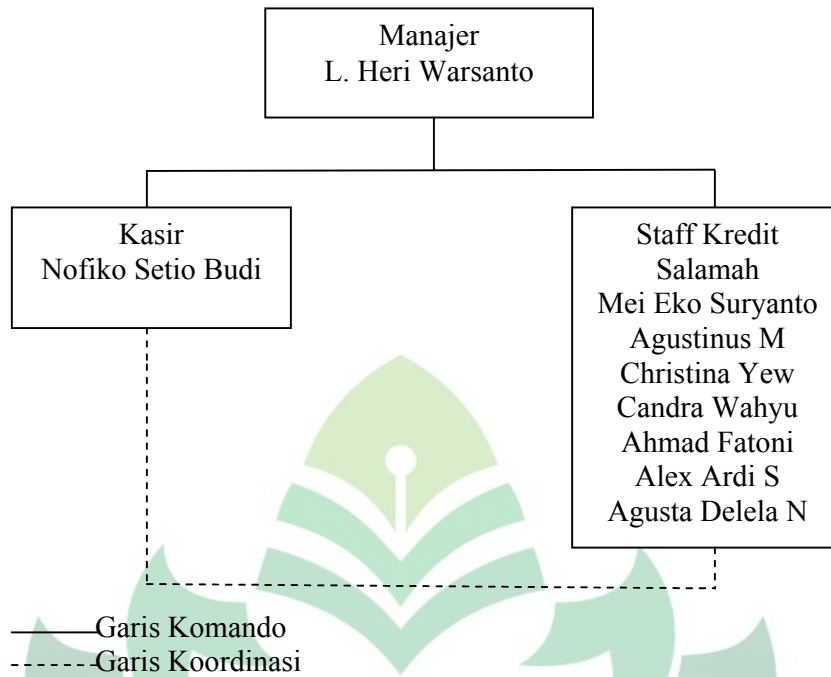 Manajer
L. Heri Warsanto
Kasir
Nofiko Setio Budi
Staff Kredit
Salamah
Mei Eko Suryanto
Agustinus M
Christina Yew
Candra Wahyu
Ahmad Fatoni
Alex Ardi S
Agusta Delela N
Garis Komando
Garis Koordinasi